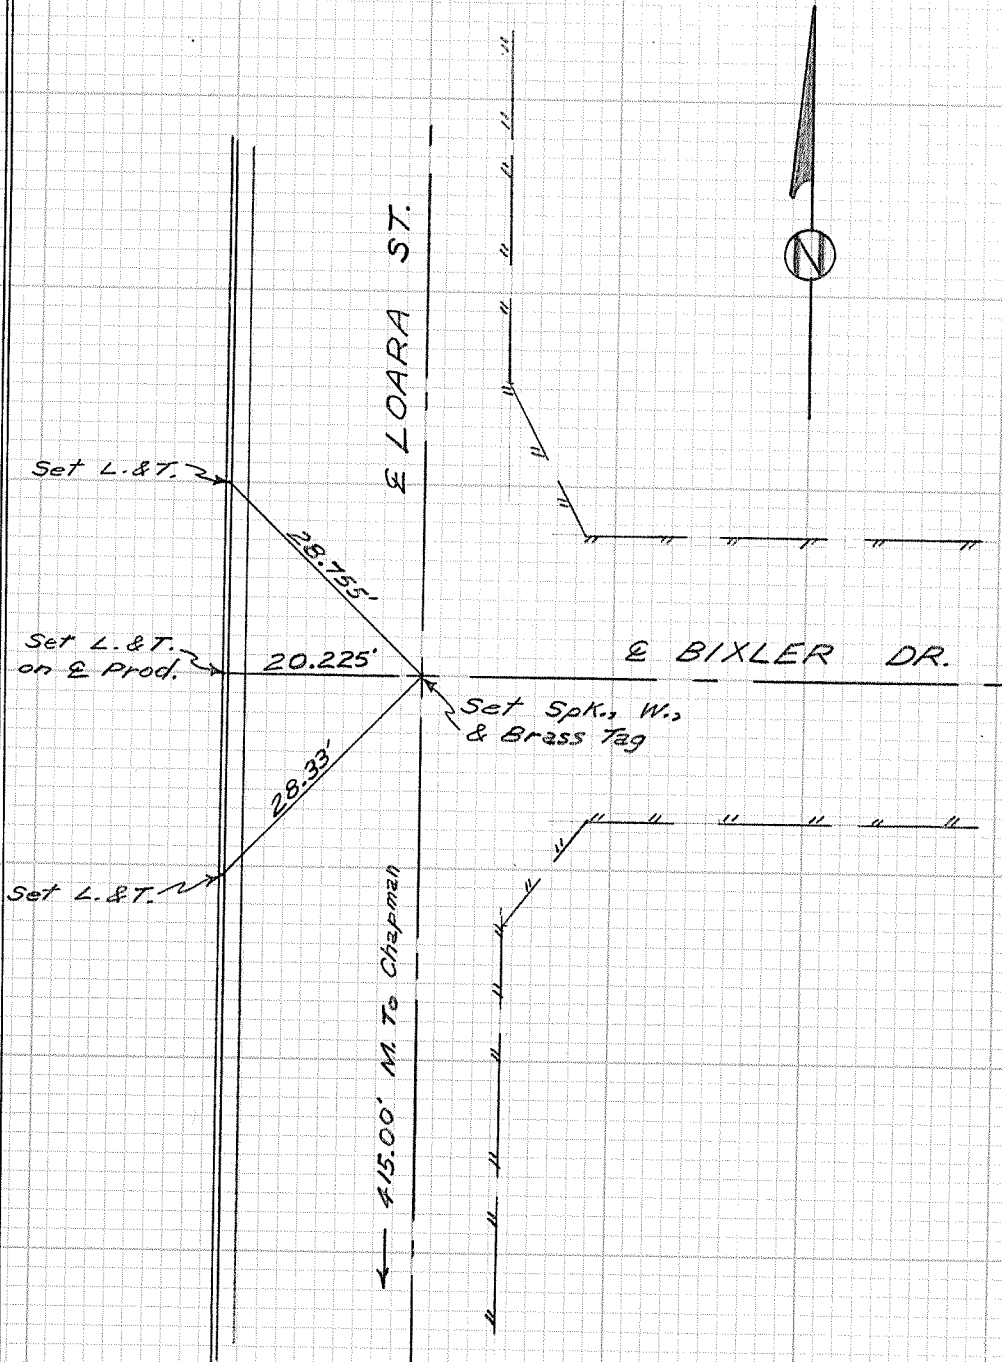 N
℄ LOARA ST.
Set L.&T.
28.755'
Set L.&T.
on ℄ Prod.
20.225'
℄ BIXLER DR.
Set Spk., W.,
& Brass Tag
28.33'
Set L.&T.
← 415.00' M. To Chapman